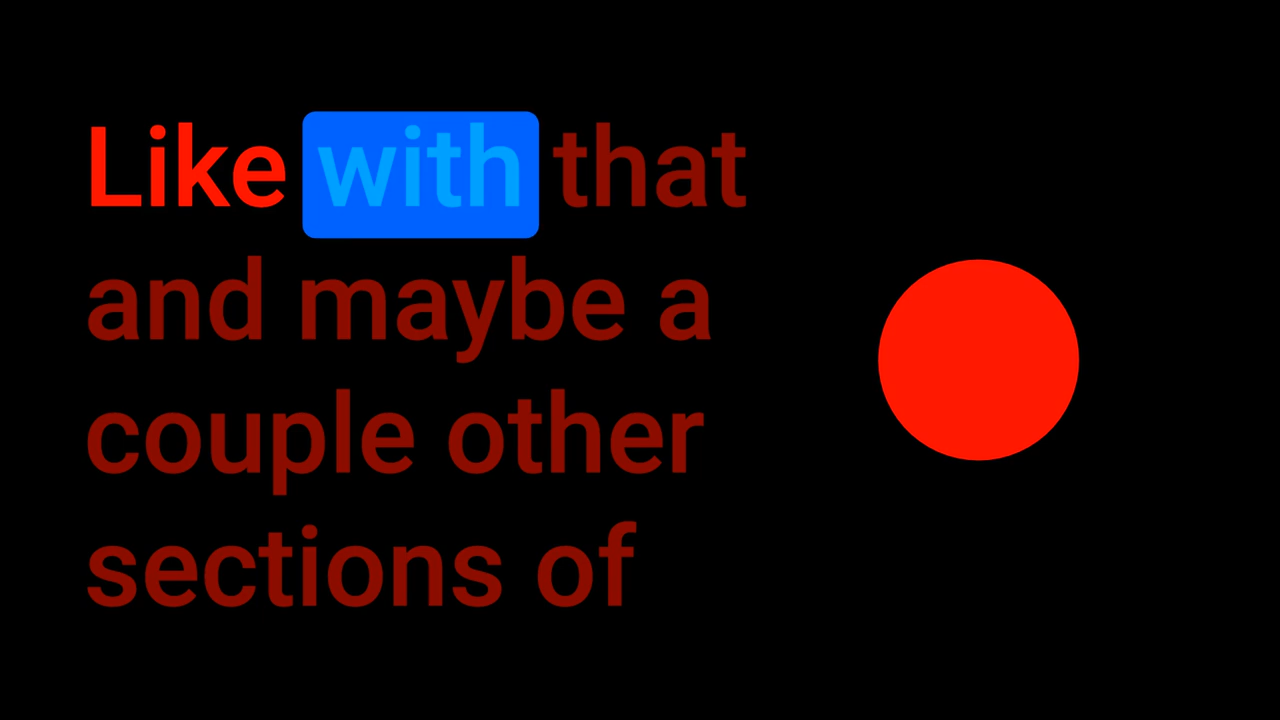 Like with that
and maybe a
couple other
sections of